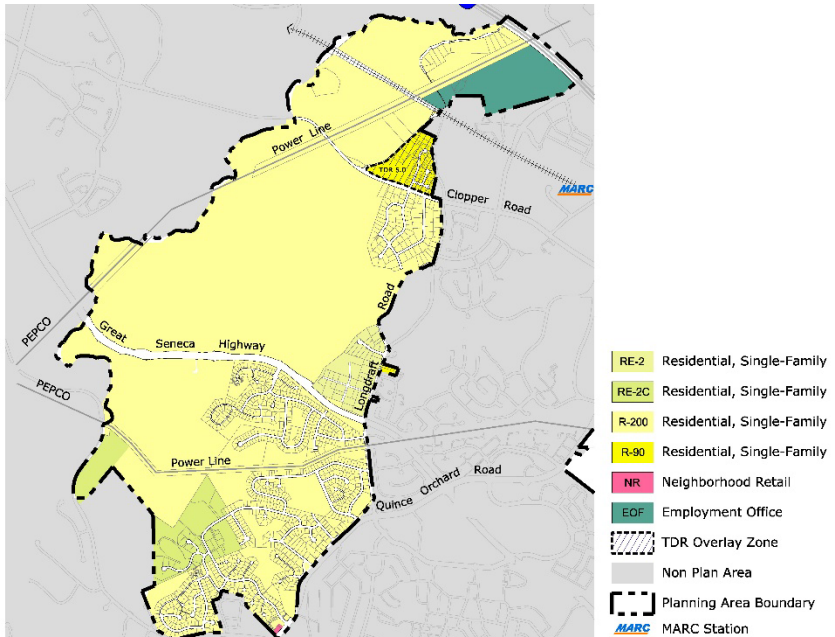 Power Line
TDR 5.0
MARC
Clopper Road
Road
PEPCO
Great Seneca Highway
Longdraft
PEPCO
Power Line
Quince Orchard Road
RE-2 Residential, Single-Family
RE-2C Residential, Single-Family
R-200 Residential, Single-Family
R-90 Residential, Single-Family
NR Neighborhood Retail
EOF Employment Office
TDR Overlay Zone
Non Plan Area
Planning Area Boundary
MARC MARC Station